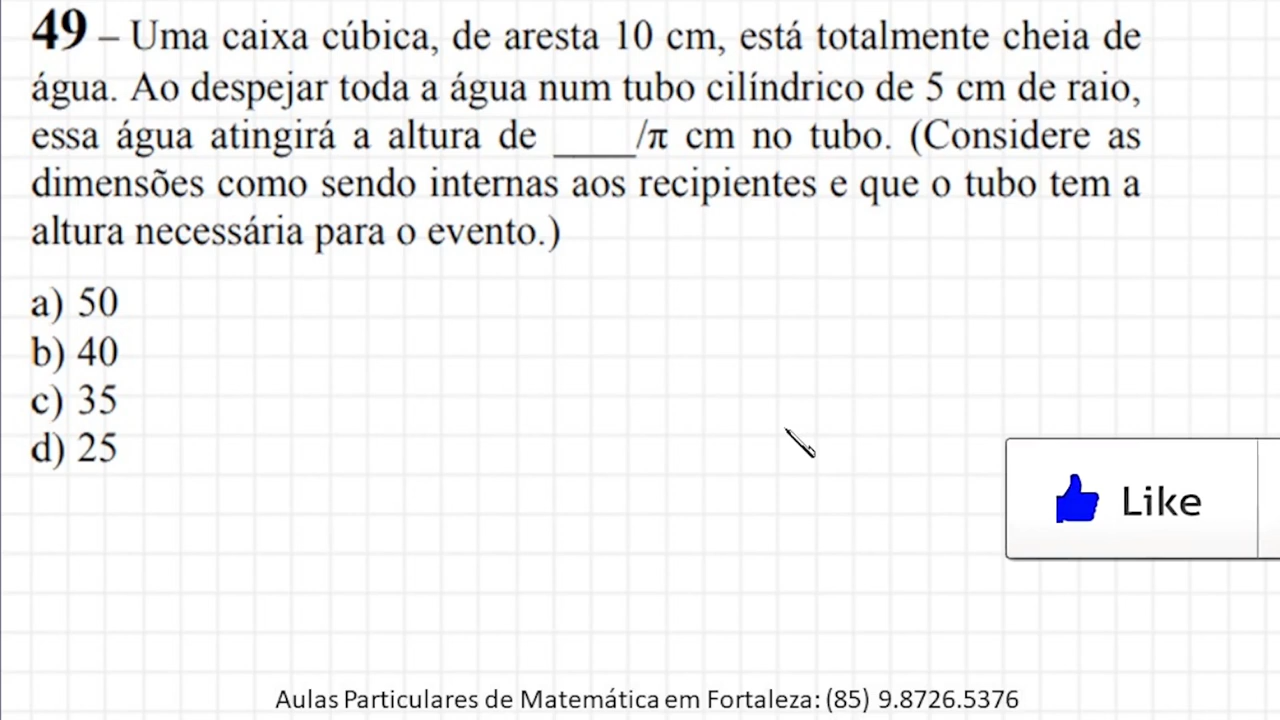 49 – Uma caixa cúbica, de aresta 10 cm, está totalmente cheia de
água. Ao despejar toda a água num tubo cilíndrico de 5 cm de raio,
essa água atingirá a altura de ____/π cm no tubo. (Considere as
dimensões como sendo internas aos recipientes e que o tubo tem a
altura necessária para o evento.)
a) 50
b) 40
c) 35
d) 25
Like
Aulas Particulares de Matemática em Fortaleza: (85) 9.8726.5376